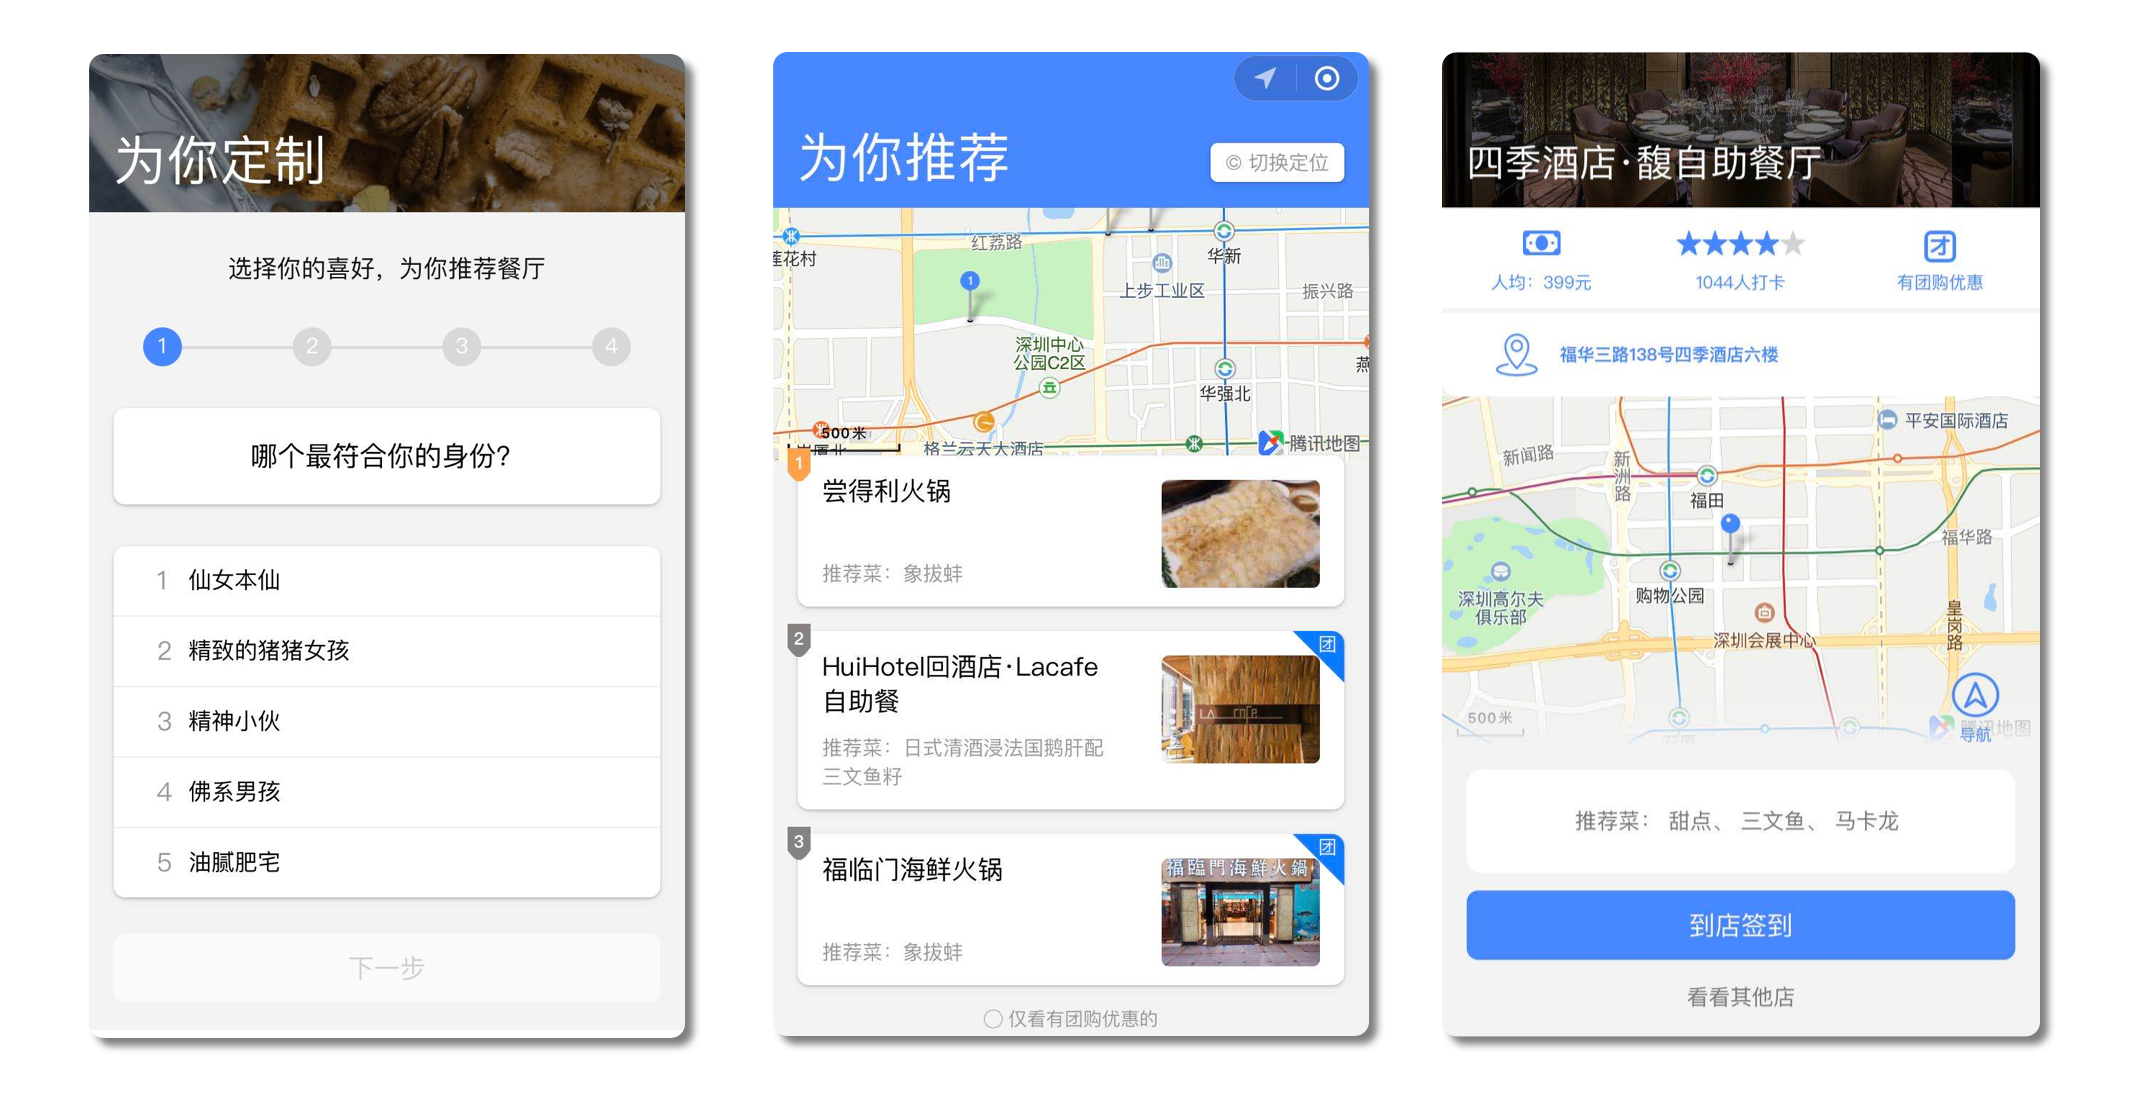 为你定制
选择你的喜好，为你推荐餐厅
1
2
3
4
哪个最符合你的身份?
1 仙女本仙
2 精致的猪猪女孩
3 精神小伙
4 佛系男孩
5 油腻肥宅
下一步
为你推荐
© 切换定位
红荔路
华新
莲花村
1
上步工业区
振兴路
深圳中心
公园C2区
燕
华强北
500米
格兰云天大酒店
腾讯地图
1
尝得利火锅
推荐菜：象拔蚌
2
团
HuiHotel回酒店·Lacafe
自助餐
推荐菜：日式清酒浸法国鹅肝配
三文鱼籽
LA
3
团
福临门海鲜火锅
福臨門海鮮火鍋
推荐菜：象拔蚌
仅看有团购优惠的
四季酒店·馥自助餐厅
团
人均：399元
1044人打卡
有团购优惠
福华三路138号四季酒店六楼
平安国际酒店
新闻路
新洲路
福田
福华路
深圳高尔夫
俱乐部
购物公园
皇岗路
深圳会展中心
500米
腾讯地图
导航
推荐菜： 甜点、 三文鱼、 马卡龙
到店签到
看看其他店